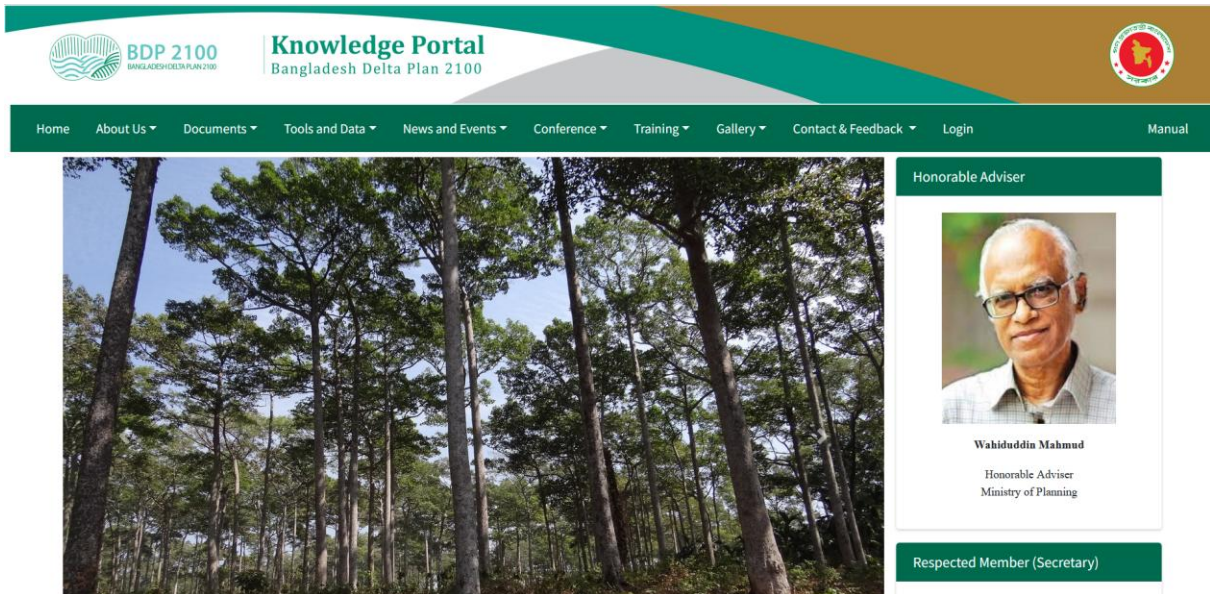 BDP 2100
BANGLADESH DELTA PLAN 2100
Knowledge Portal
Bangladesh Delta Plan 2100
Home About Us Documents Tools and Data News and Events Conference Training Gallery Contact & Feedback Login Manual
Honorable Adviser
Wahiduddin Mahmud
Honorable Adviser
Ministry of Planning
Respected Member (Secretary)